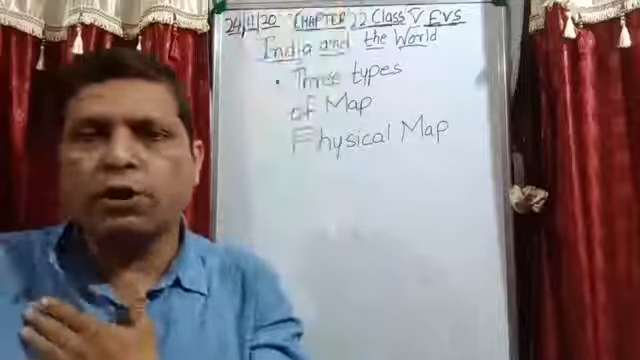 24/11/20 CHAPTER 22 Class V EVS
India and the World
• Three types
of Map
Physical Map